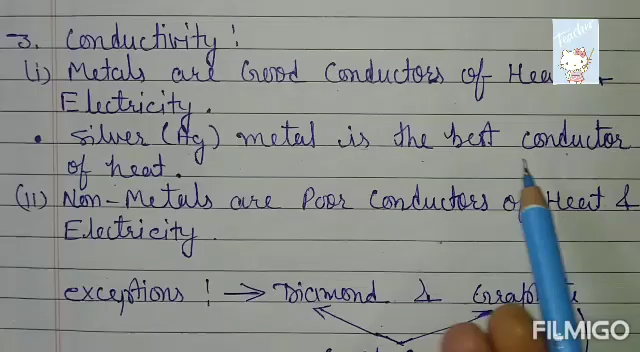 3. Conductivity :
(i) Metals are Good Conductors of Heat &
Electricity.
• Silver (Ag) metal is the best conductor
of heat.
(ii) Non-Metals are Poor Conductors of Heat &
Electricity.
exceptions : → Diamond &
Teacher
FILMIGO